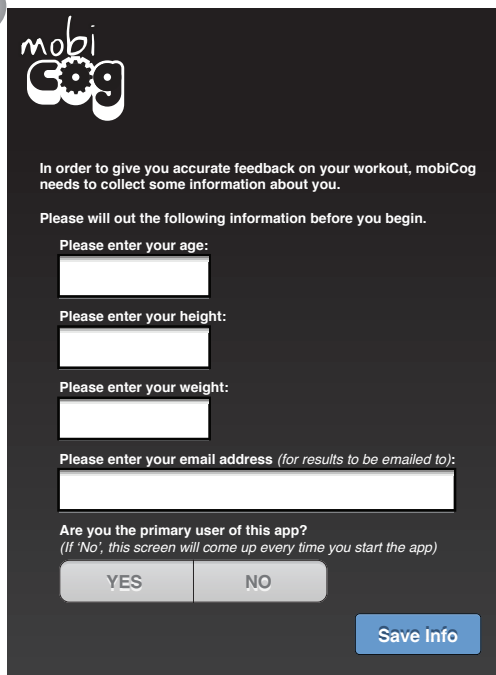 mobi
cog
In order to give you accurate feedback on your workout, mobiCog
needs to collect some information about you.
Please will out the following information before you begin.
Please enter your age:
Please enter your height:
Please enter your weight:
Please enter your email address (for results to be emailed to):
Are you the primary user of this app?
(If ‘No’, this screen will come up every time you start the app)
YES NO
Save Info